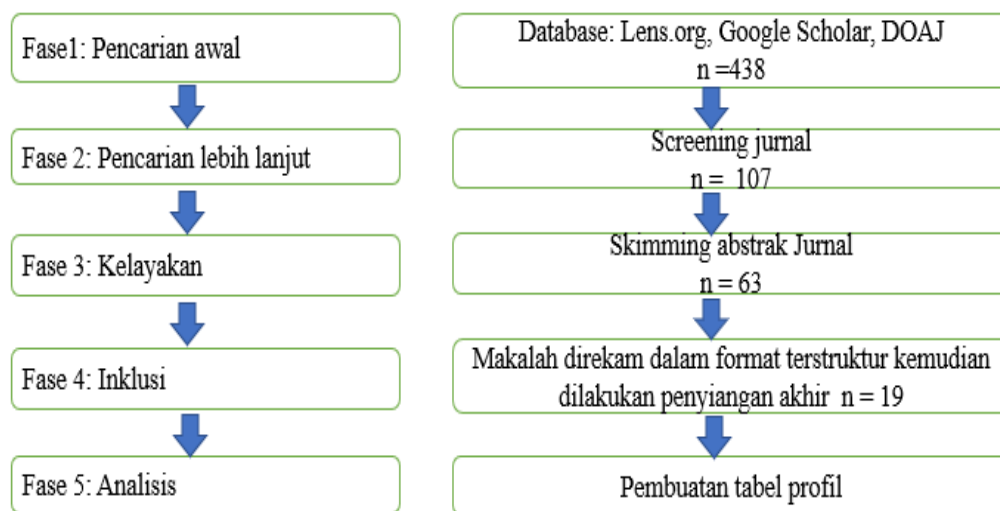 Fase1: Pencarian awal
Database: Lens.org, Google Scholar, DOAJ
n =438
Fase 2: Pencarian lebih lanjut
Screening jurnal
n = 107
Fase 3: Kelayakan
Skimming abstrak Jurnal
n = 63
Fase 4: Inklusi
Makalah direkam dalam format terstruktur kemudian
dilakukan penyiangan akhir n = 19
Fase 5: Analisis
Pembuatan tabel profil